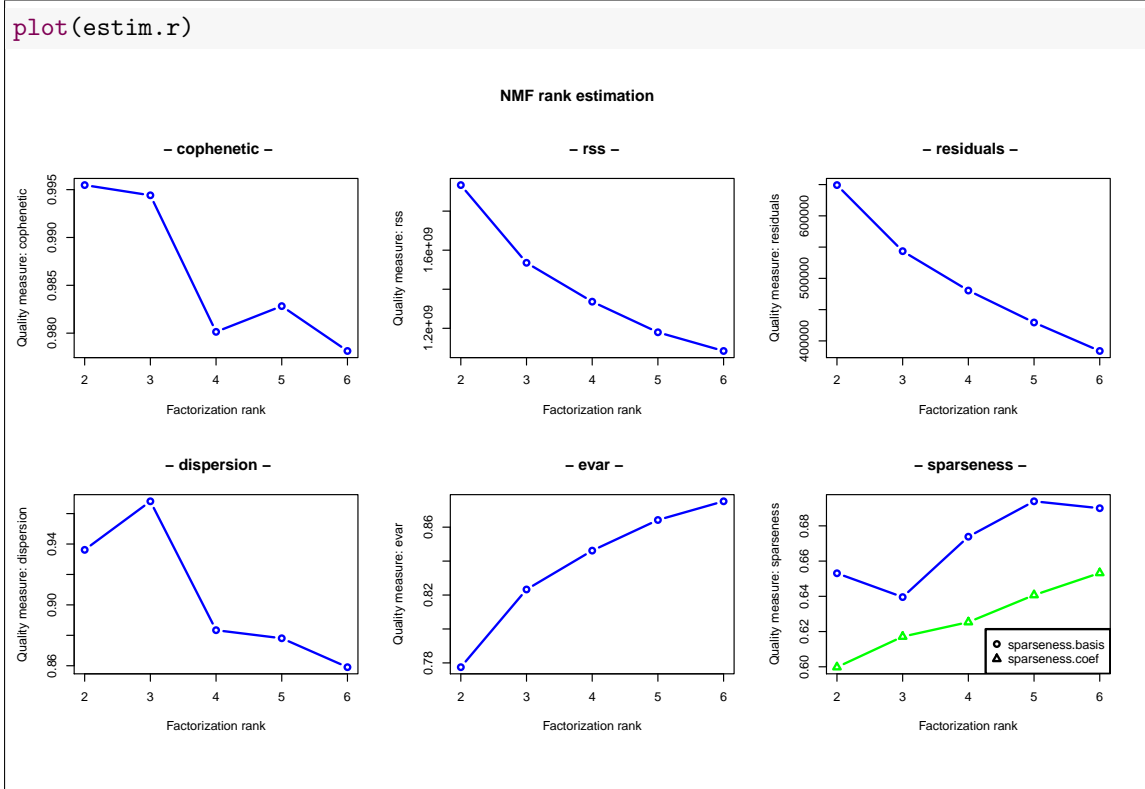 plot(estim.r)
NMF rank estimation
– cophenetic –
Quality measure: cophenetic
0.980 0.985 0.990 0.995
2 3 4 5 6
Factorization rank
– rss –
Quality measure: rss
1.2e+09 1.6e+09
2 3 4 5 6
Factorization rank
– residuals –
Quality measure: residuals
400000 500000 600000
2 3 4 5 6
Factorization rank
– dispersion –
Quality measure: dispersion
0.86 0.90 0.94
2 3 4 5 6
Factorization rank
– evar –
Quality measure: evar
0.78 0.82 0.86
2 3 4 5 6
Factorization rank
– sparseness –
Quality measure: sparseness
0.60 0.62 0.64 0.66 0.68
2 3 4 5 6
Factorization rank
sparseness.basis
sparseness.coef